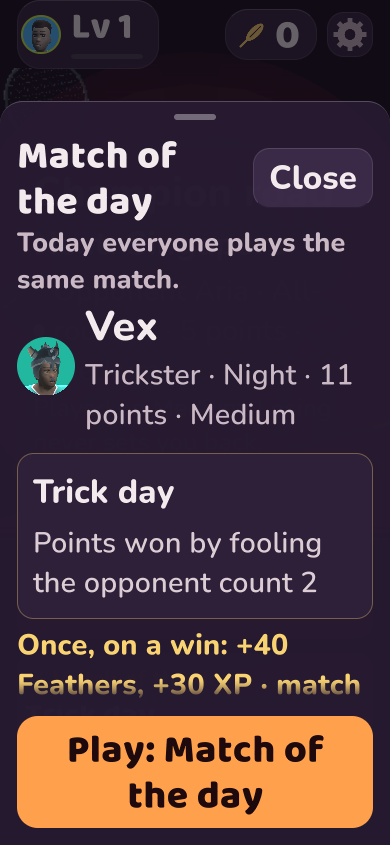 Lv 1
0
Match of
the day
Close
Today everyone plays the
same match.
Vex
Trickster · Night · 11
points · Medium
Trick day
Points won by fooling
the opponent count 2
Once, on a win: +40
Feathers, +30 XP · match
Play: Match of
the day